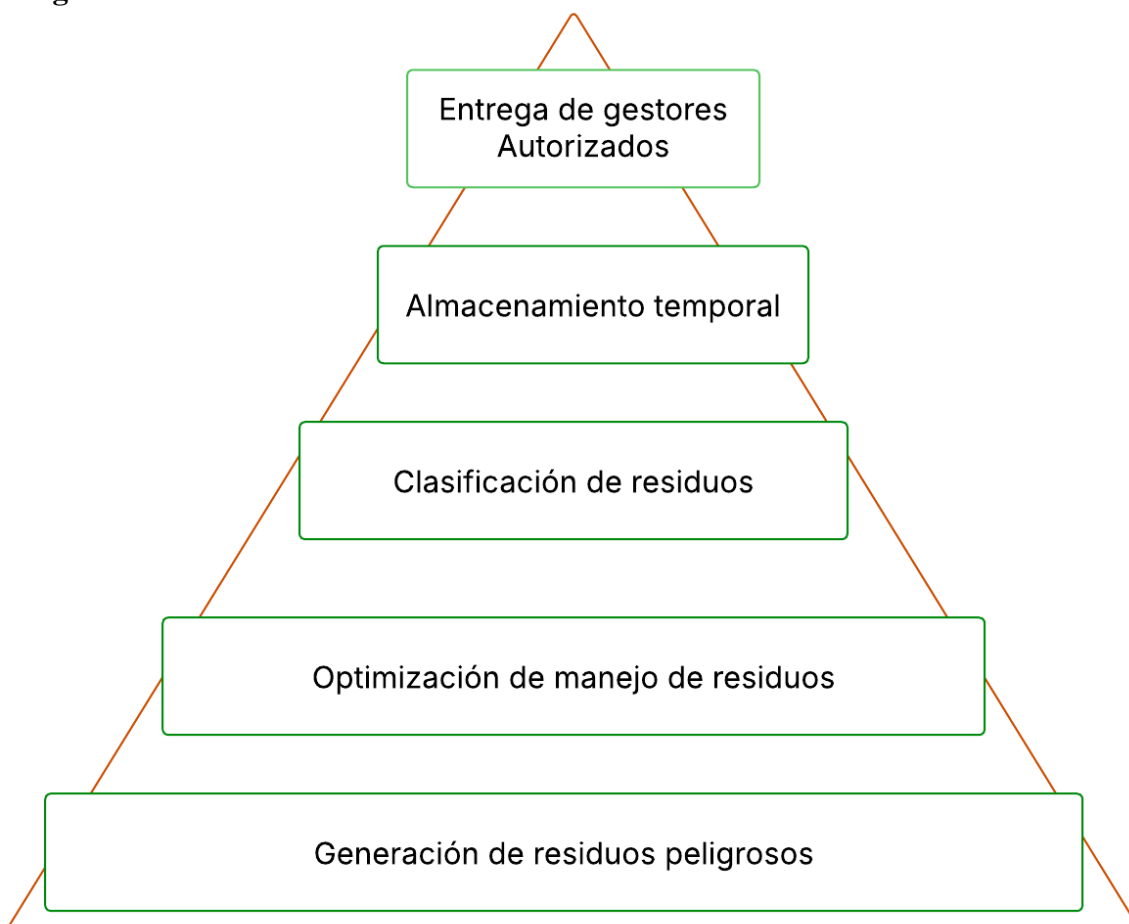 Entrega de gestores
Autorizados
Almacenamiento temporal
Clasificación de residuos
Optimización de manejo de residuos
Generación de residuos peligrosos